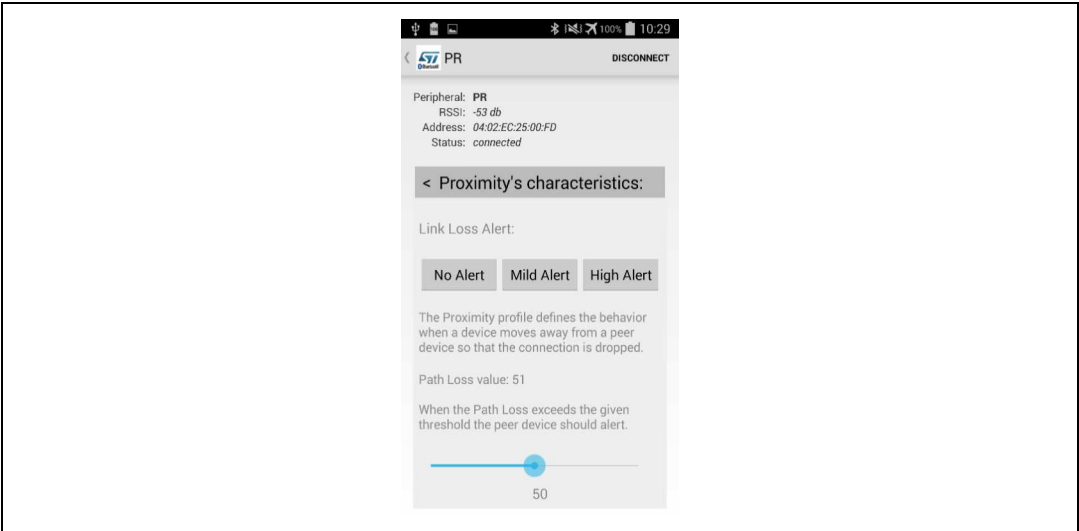 100% 10:29
ST Bluetooth PR DISCONNECT
Peripheral: PR
RSSI: -53 db
Address: 04:02:EC:25:00:FD
Status: connected
< Proximity's characteristics:
Link Loss Alert:
No Alert Mild Alert High Alert
The Proximity profile defines the behavior
when a device moves away from a peer
device so that the connection is dropped.
Path Loss value: 51
When the Path Loss exceeds the given
threshold the peer device should alert.
50